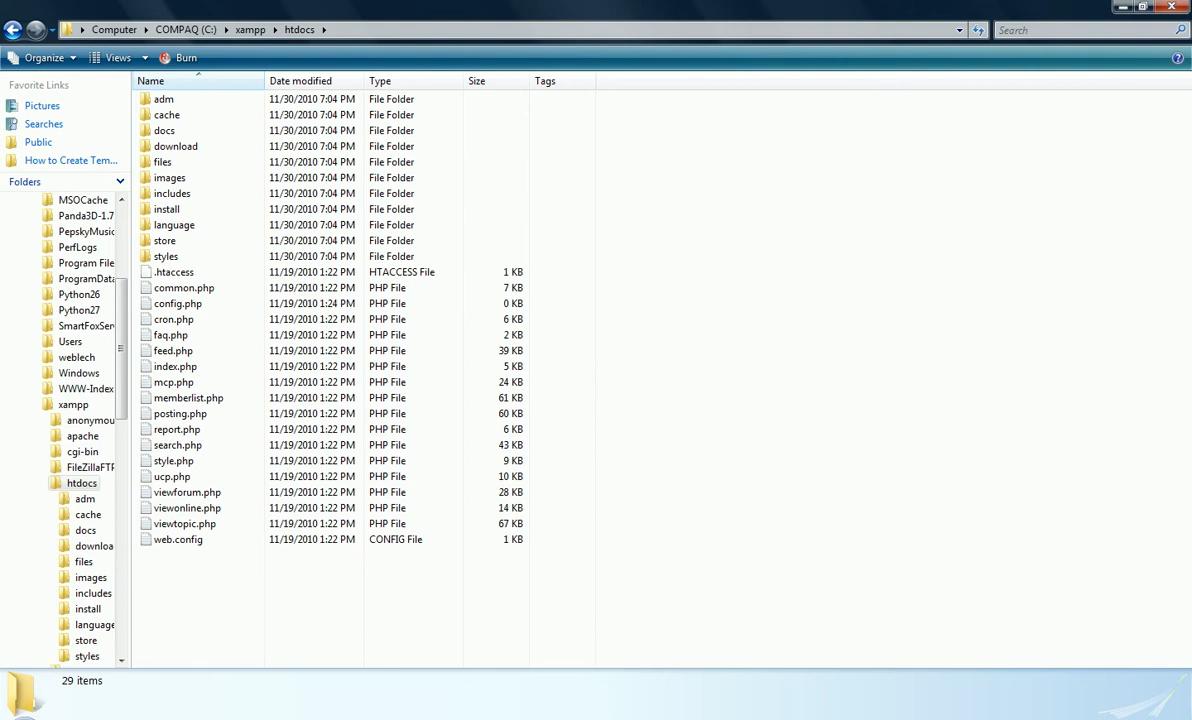 Computer COMPAQ (C:) xampp htdocs
Search
Organize Views Burn
Favorite Links
Pictures
Searches
Public
How to Create Tem...
Folders
MSOCache
Panda3D-1.7
PepskyMusic
PerfLogs
Program File
ProgramData
Python26
Python27
SmartFoxSer
Users
weblech
Windows
WWW-Index
xampp
anonymou
apache
cgi-bin
FileZillaFTP
htdocs
adm
cache
docs
downloa
files
images
includes
install
language
store
styles
Name Date modified Type Size Tags
adm 11/30/2010 7:04 PM File Folder
cache 11/30/2010 7:04 PM File Folder
docs 11/30/2010 7:04 PM File Folder
download 11/30/2010 7:04 PM File Folder
files 11/30/2010 7:04 PM File Folder
images 11/30/2010 7:04 PM File Folder
includes 11/30/2010 7:04 PM File Folder
install 11/30/2010 7:04 PM File Folder
language 11/30/2010 7:04 PM File Folder
store 11/30/2010 7:04 PM File Folder
styles 11/30/2010 7:04 PM File Folder
.htaccess 11/19/2010 1:22 PM HTACCESS File 1 KB
common.php 11/19/2010 1:22 PM PHP File 7 KB
config.php 11/19/2010 1:24 PM PHP File 0 KB
cron.php 11/19/2010 1:22 PM PHP File 6 KB
faq.php 11/19/2010 1:22 PM PHP File 2 KB
feed.php 11/19/2010 1:22 PM PHP File 39 KB
index.php 11/19/2010 1:22 PM PHP File 5 KB
mcp.php 11/19/2010 1:22 PM PHP File 24 KB
memberlist.php 11/19/2010 1:22 PM PHP File 61 KB
posting.php 11/19/2010 1:22 PM PHP File 60 KB
report.php 11/19/2010 1:22 PM PHP File 6 KB
search.php 11/19/2010 1:22 PM PHP File 43 KB
style.php 11/19/2010 1:22 PM PHP File 9 KB
ucp.php 11/19/2010 1:22 PM PHP File 10 KB
viewforum.php 11/19/2010 1:22 PM PHP File 28 KB
viewonline.php 11/19/2010 1:22 PM PHP File 14 KB
viewtopic.php 11/19/2010 1:22 PM PHP File 67 KB
web.config 11/19/2010 1:22 PM CONFIG File 1 KB
29 items